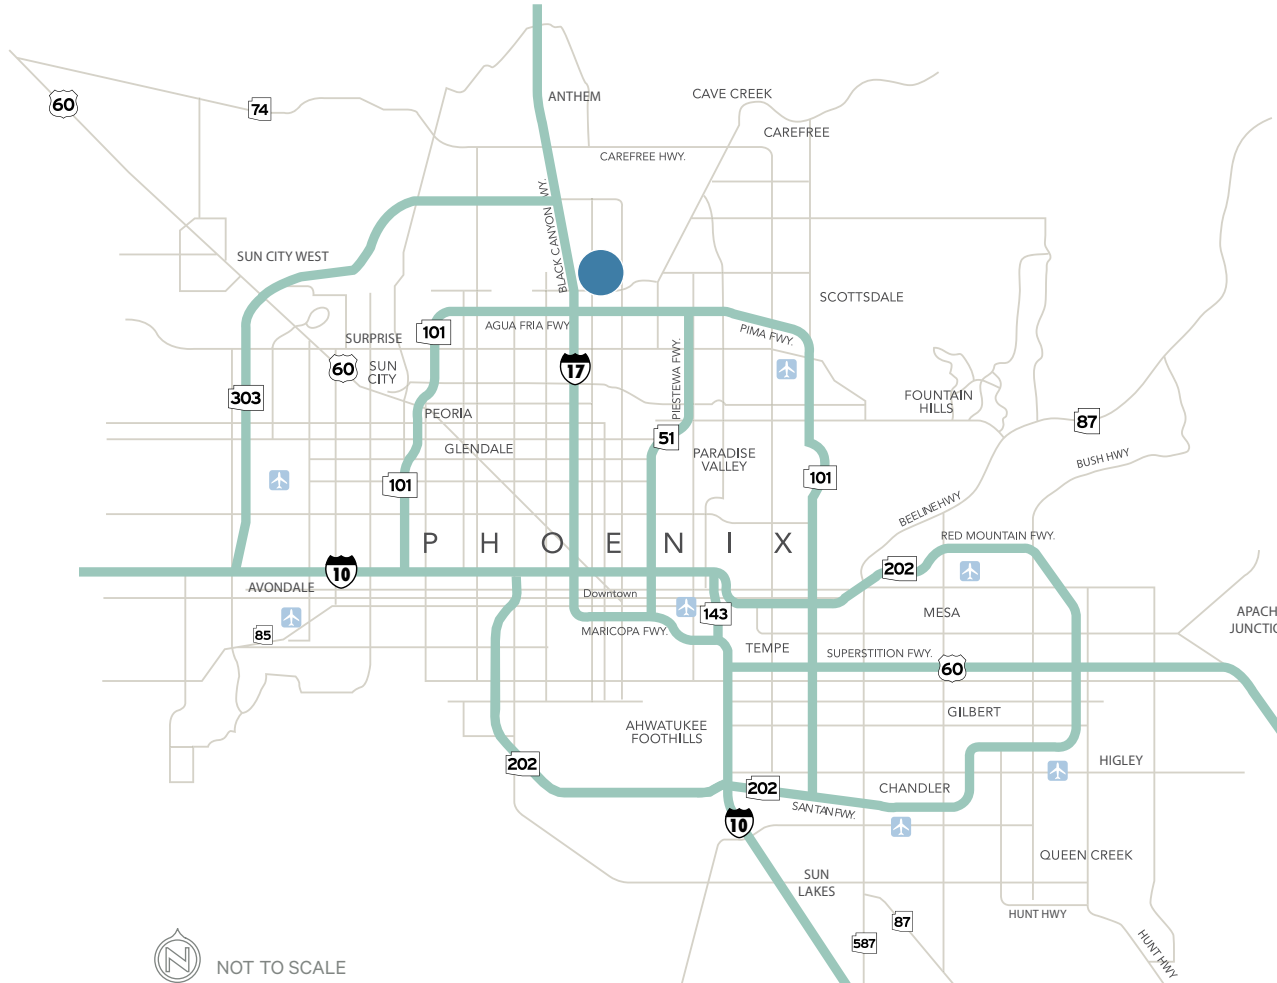 ANTHEM
CAVE CREEK
60
74
CAREFREE
CAREFREE HWY.
BLACK CANYON FWY.
SUN CITY WEST
SCOTTSDALE
AGUA FRIA FWY.
PIMA FWY.
101
SURPRISE
60
SUN
CITY
17
PIESTEWA FWY.
303
FOUNTAIN
HILLS
PEORIA
87
51
GLENDALE
PARADISE
VALLEY
BUSH HWY
101
101
BEELINE HWY
PHOENIX
RED MOUNTAIN FWY.
10
202
AVONDALE
Downtown
143
MESA
APACH
JUNCTIO
85
MARICOPA FWY.
TEMPE
SUPERSTITION FWY.
60
GILBERT
AHWATUKEE
FOOTHILLS
202
HIGLEY
202
CHANDLER
SAN TAN FWY.
10
QUEEN CREEK
SUN
LAKES
HUNT HWY
87
587
HUNT HWY
N
NOT TO SCALE